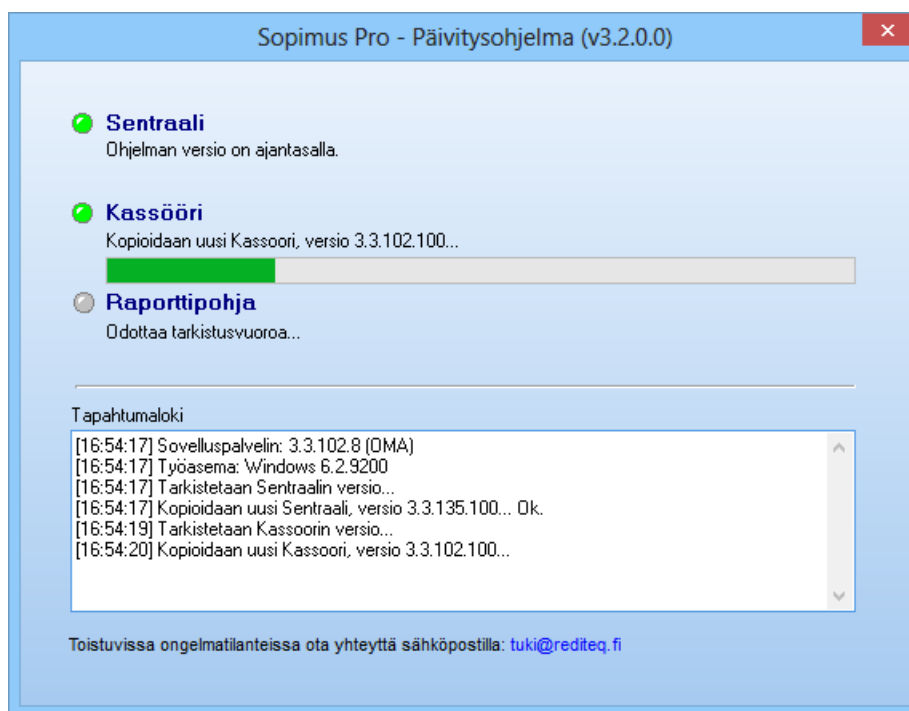 Sopimus Pro - Päivitysohjelma (v3.2.0.0)
Sentraali
Ohjelman versio on ajantasalla.
Kassööri
Kopioidaan uusi Kassoori, versio 3.3.102.100...
Raporttipohja
Odottaa tarkistusvuoroa...
Tapahtumaloki
[16:54:17] Sovelluspalvelin: 3.3.102.8 (OMA)
[16:54:17] Työasema: Windows 6.2.9200
[16:54:17] Tarkistetaan Sentraalin versio...
[16:54:17] Kopioidaan uusi Sentraali, versio 3.3.135.100... Ok.
[16:54:19] Tarkistetaan Kassoorin versio...
[16:54:20] Kopioidaan uusi Kassoori, versio 3.3.102.100...
Toistuvissa ongelmatilanteissa ota yhteyttä sähköpostilla: tuki@rediteq.fi